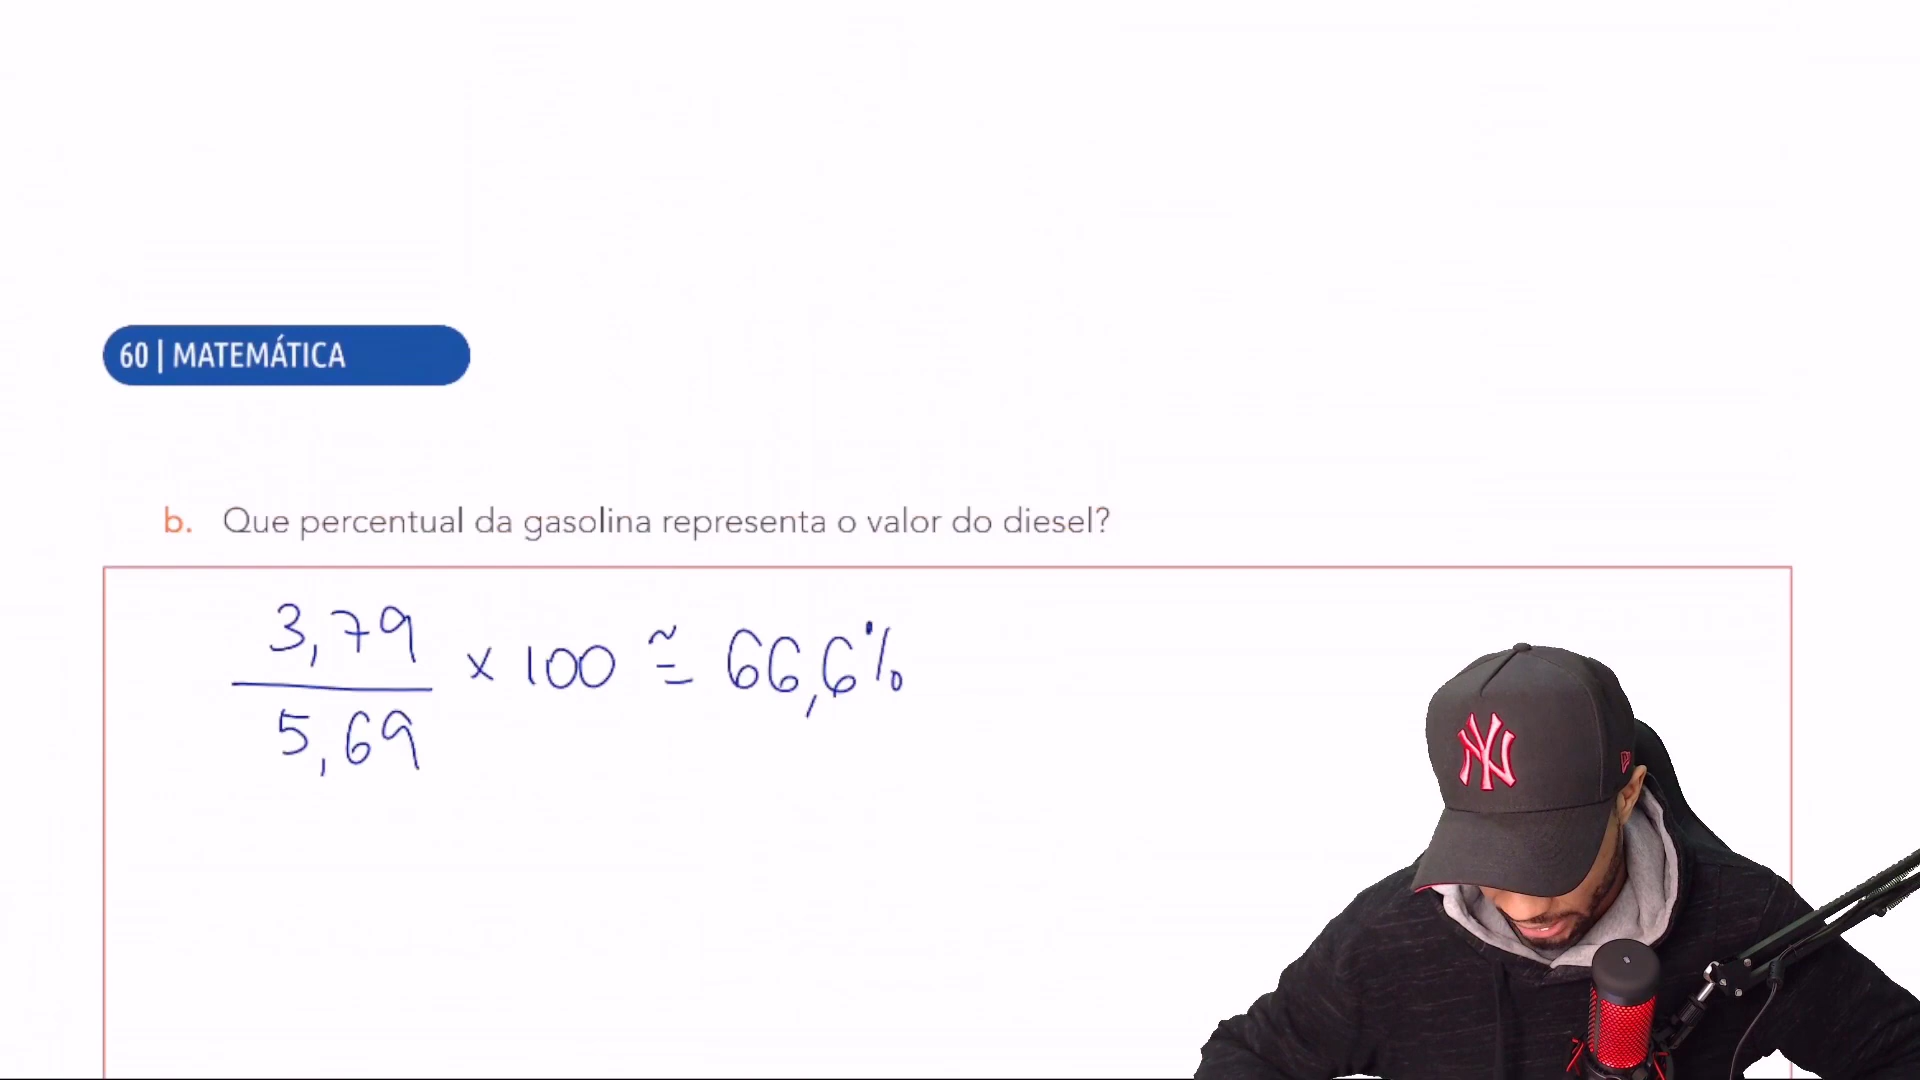 60 | MATEMÁTICA
b. Que percentual da gasolina representa o valor do diesel?
3,79
× 100 ≅ 66,6%
5,69
NY